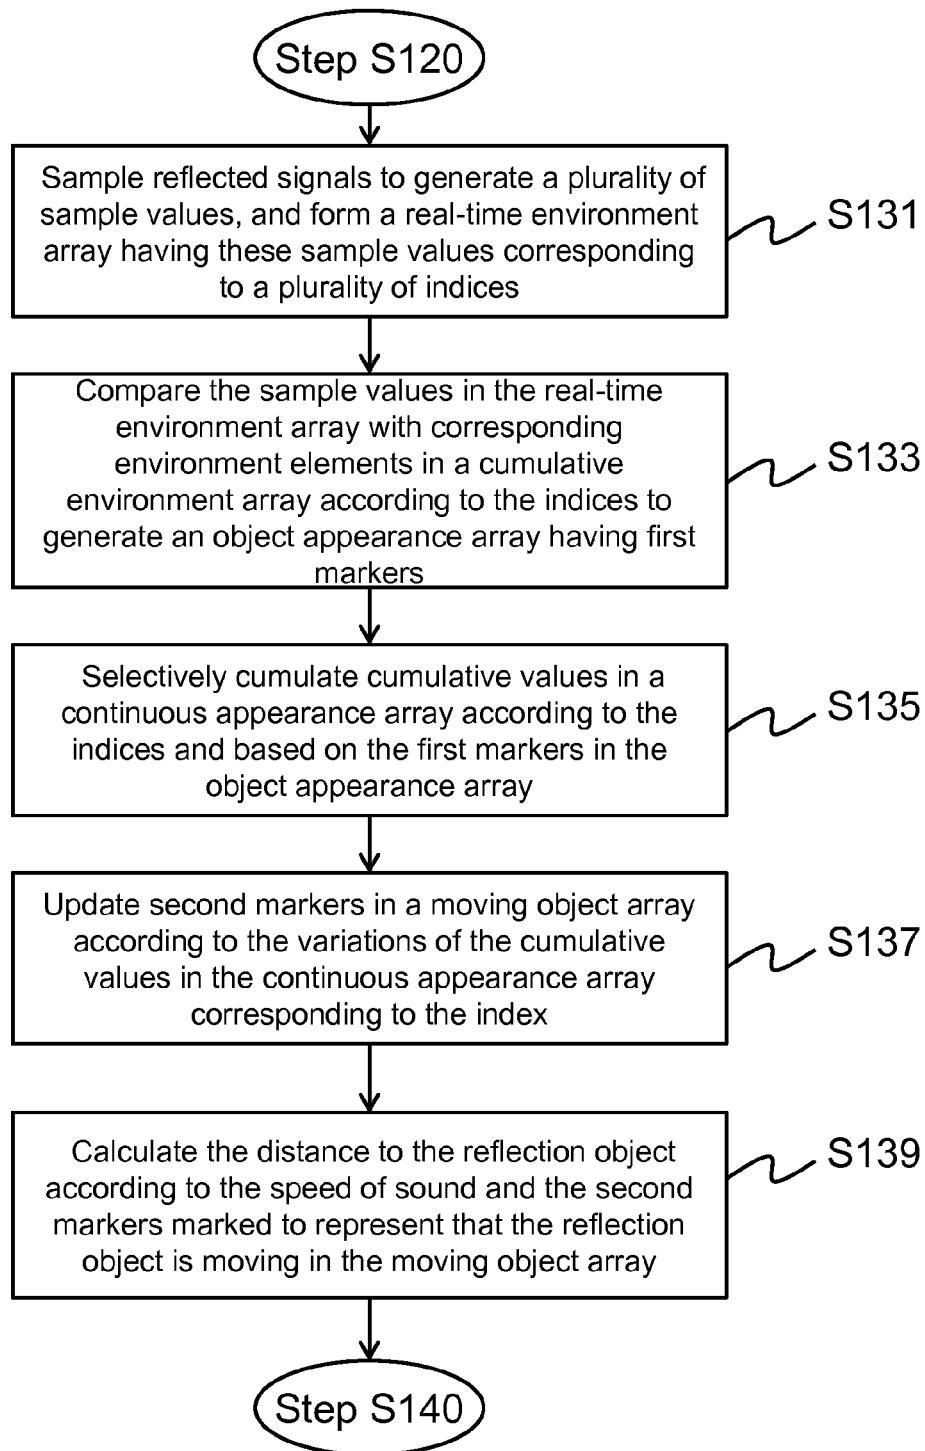 Step S120
Sample reflected signals to generate a plurality of
sample values, and form a real-time environment
array having these sample values corresponding
to a plurality of indices
S131
Compare the sample values in the real-time
environment array with corresponding
environment elements in a cumulative
environment array according to the indices to
generate an object appearance array having first
markers
S133
Selectively cumulate cumulative values in a
continuous appearance array according to the
indices and based on the first markers in the
object appearance array
S135
Update second markers in a moving object array
according to the variations of the cumulative
values in the continuous appearance array
corresponding to the index
S137
Calculate the distance to the reflection object
according to the speed of sound and the second
markers marked to represent that the reflection
object is moving in the moving object array
S139
Step S140